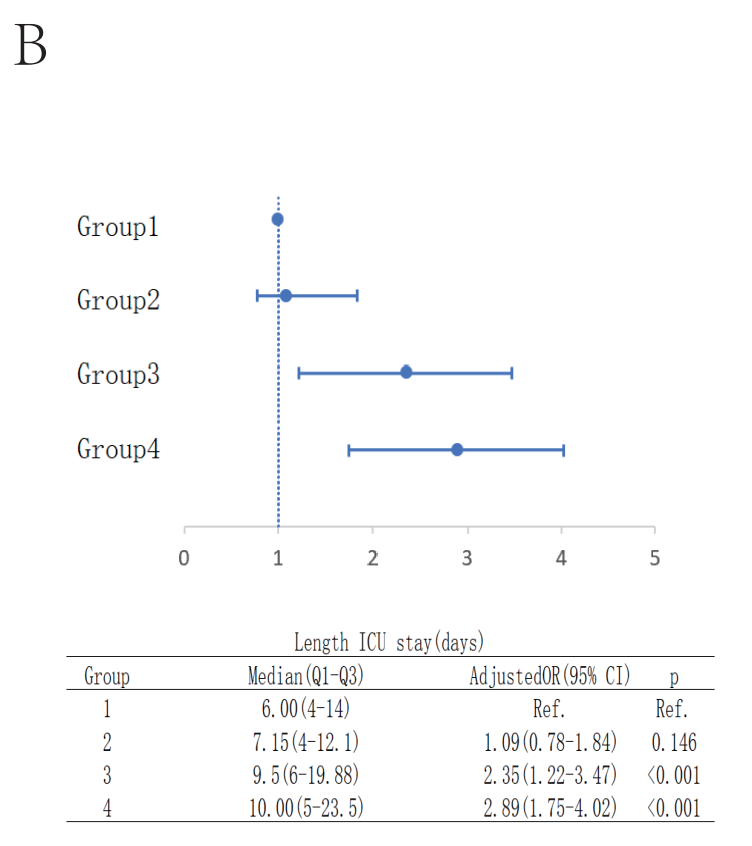 B
Group1
Group2
Group3
Group4
0 1 2 3 4 5
Length ICU stay(days)
Group Median(Q1-Q3) AdjustedOR(95% CI) p
1 6.00(4-14) Ref. Ref.
2 7.15(4-12.1) 1.09(0.78-1.84) 0.146
3 9.5(6-19.88) 2.35(1.22-3.47) <0.001
4 10.00(5-23.5) 2.89(1.75-4.02) <0.001